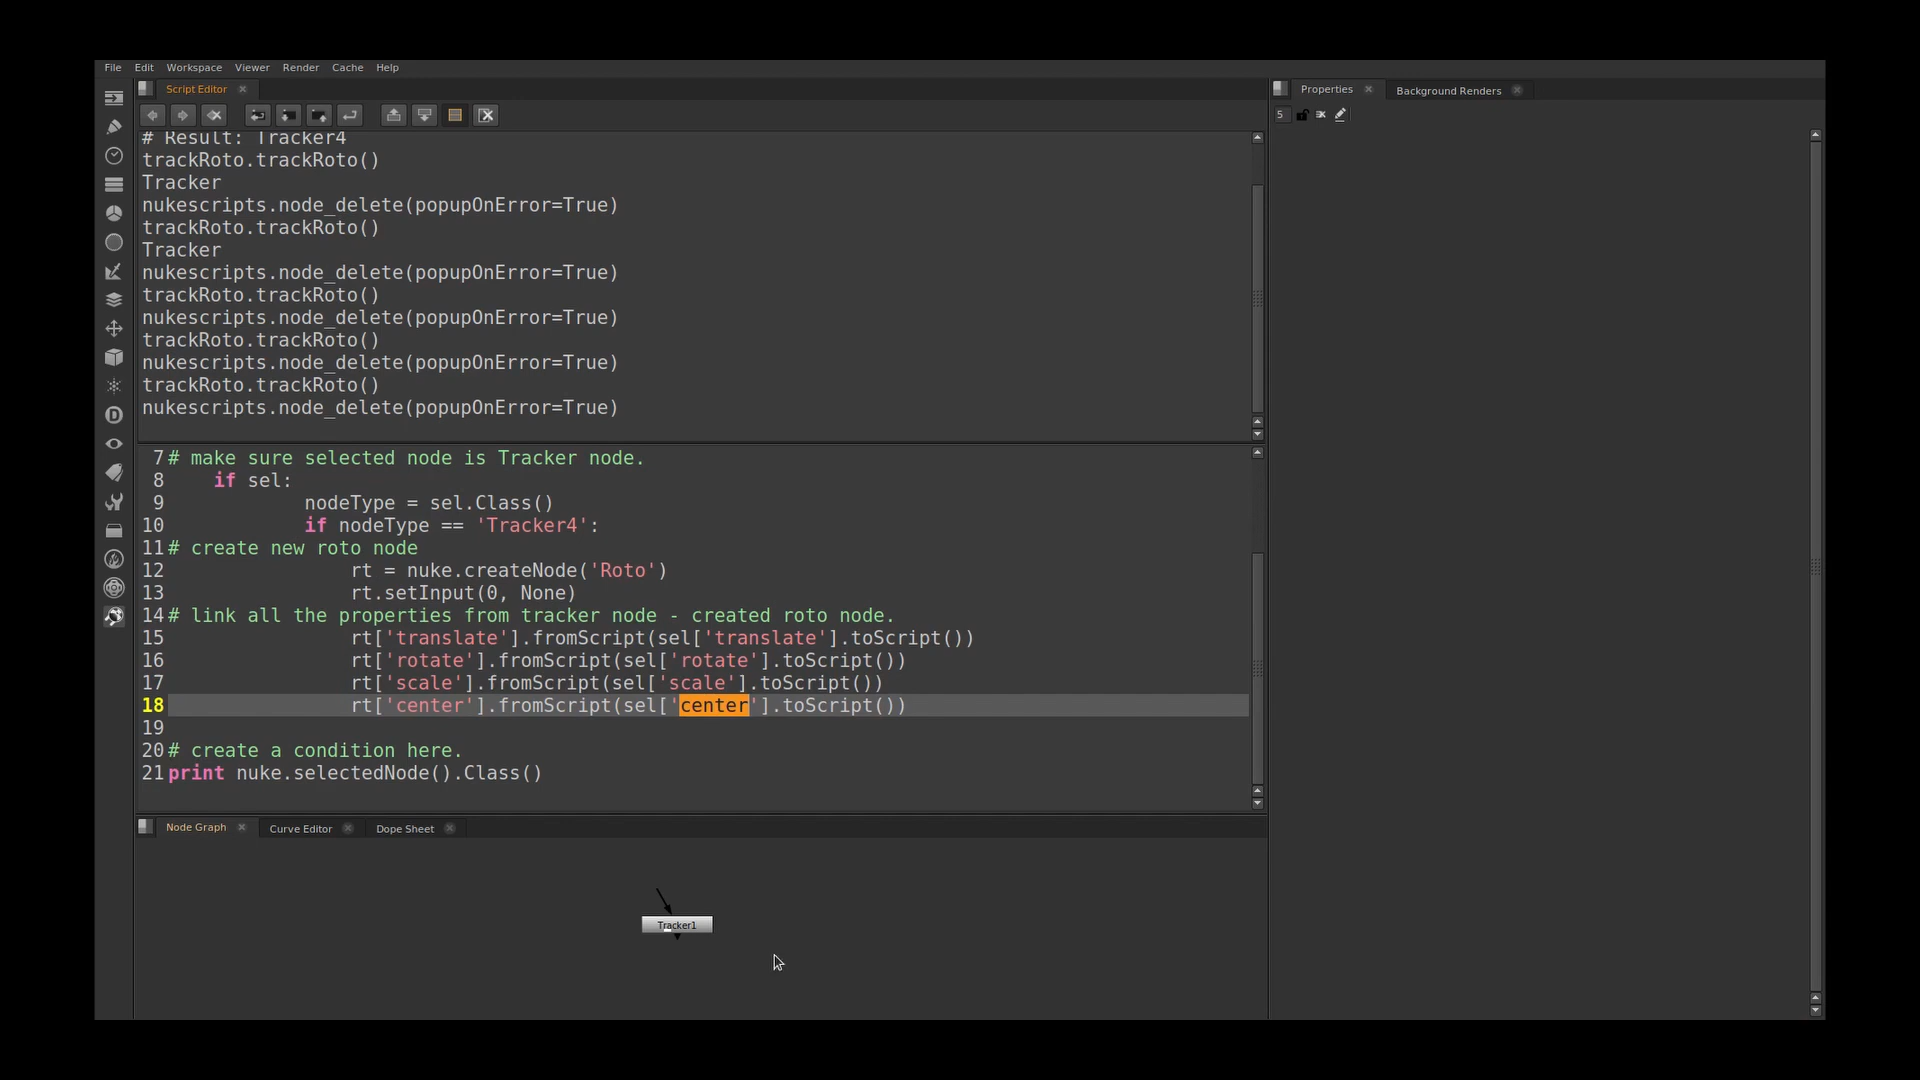 File Edit Workspace Viewer Render Cache Help
Script Editor
Properties
Background Renders
5
# Result: Tracker4
trackRoto.trackRoto()
Tracker
nukescripts.node_delete(popupOnError=True)
trackRoto.trackRoto()
Tracker
nukescripts.node_delete(popupOnError=True)
trackRoto.trackRoto()
nukescripts.node_delete(popupOnError=True)
trackRoto.trackRoto()
nukescripts.node_delete(popupOnError=True)
trackRoto.trackRoto()
nukescripts.node_delete(popupOnError=True)
7 # make sure selected node is Tracker node.
8 if sel:
9 nodeType = sel.Class()
10 if nodeType == 'Tracker4':
11 # create new roto node
12 rt = nuke.createNode('Roto')
13 rt.setInput(0, None)
14 # link all the properties from tracker node - created roto node.
15 rt['translate'].fromScript(sel['translate'].toScript())
16 rt['rotate'].fromScript(sel['rotate'].toScript())
17 rt['scale'].fromScript(sel['scale'].toScript())
18 rt['center'].fromScript(sel['center'].toScript())
19
20 # create a condition here.
21 print nuke.selectedNode().Class()
Node Graph
Curve Editor
Dope Sheet
Tracker1